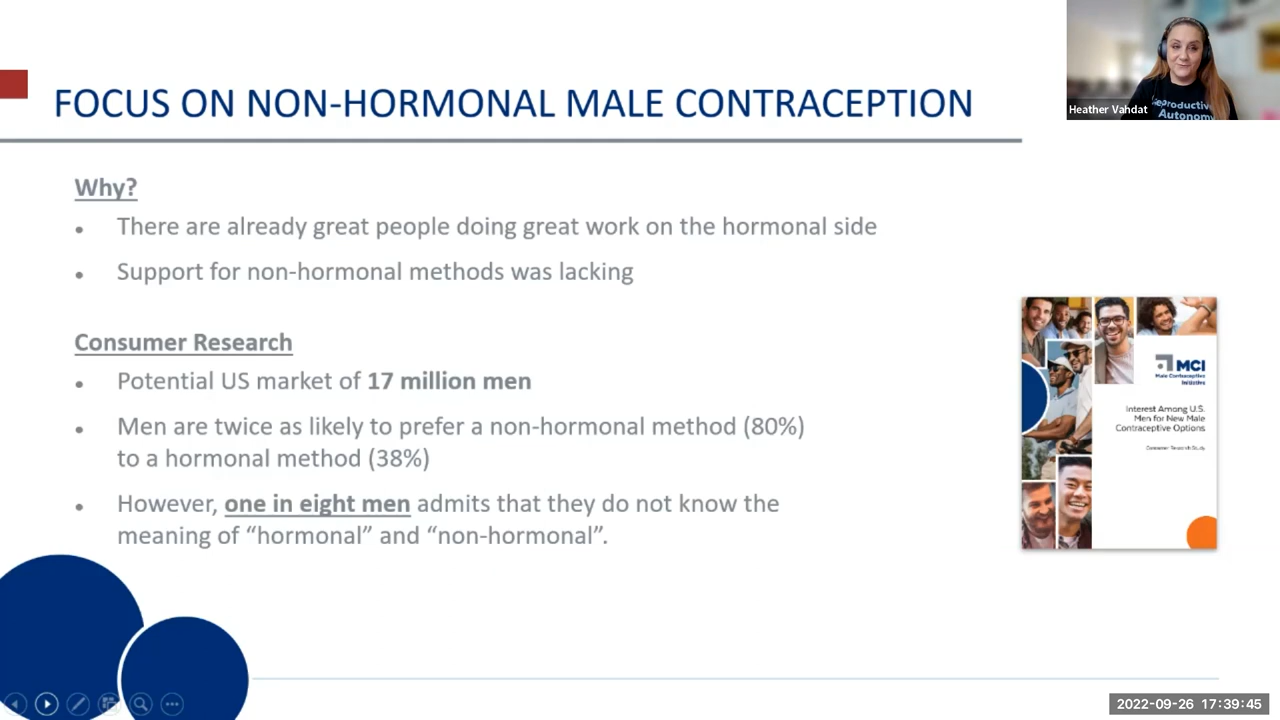 FOCUS ON NON-HORMONAL MALE CONTRACEPTION
Heather Vahdat
Reproductive
Autonomy
Why?
• There are already great people doing great work on the hormonal side
• Support for non-hormonal methods was lacking
Consumer Research
• Potential US market of 17 million men
• Men are twice as likely to prefer a non-hormonal method (80%)
to a hormonal method (38%)
• However, one in eight men admits that they do not know the
meaning of “hormonal” and “non-hormonal”.
MCI
Male Contraceptive
Initiative
Interest Among U.S.
Men for New Male
Contraceptive Options
Consumer Research Study
2022-09-26 17:39:45